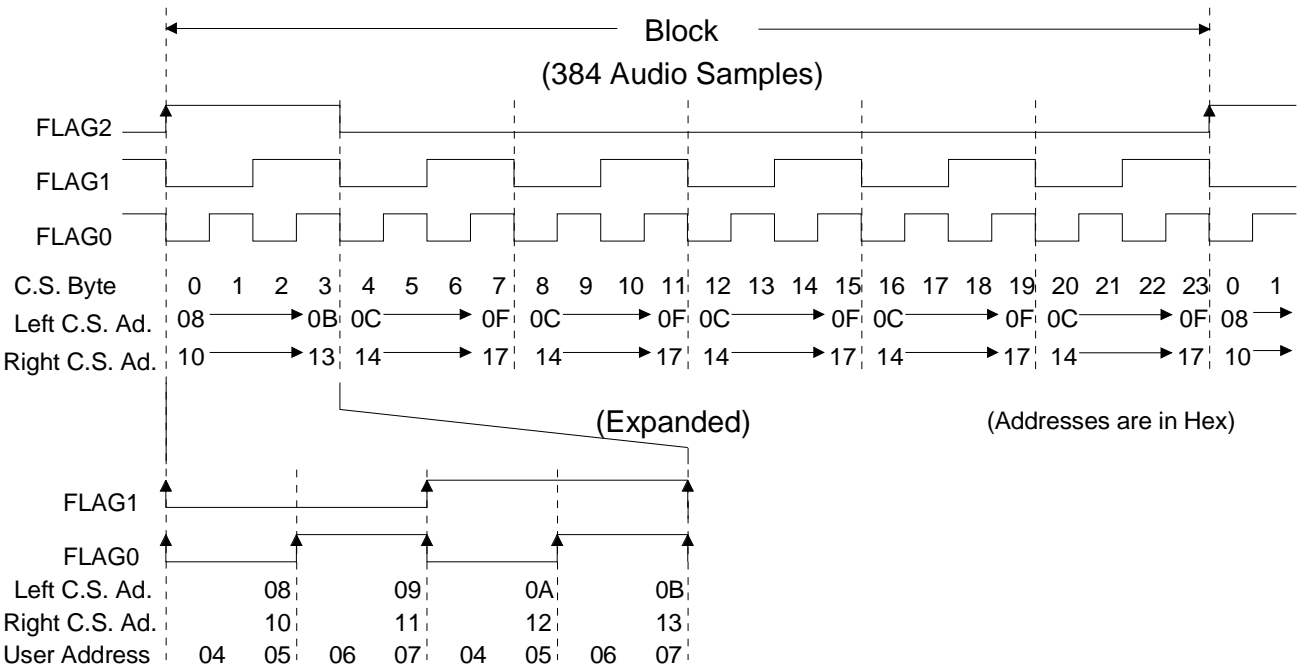 Block
(384 Audio Samples)
FLAG2
FLAG1
FLAG0
C.S. Byte 0 1 2 3 4 5 6 7 8 9 10 11 12 13 14 15 16 17 18 19 20 21 22 23 0 1
Left C.S. Ad. 08 0B 0C 0F 0C 0F 0C 0F 0C 0F 0C 0F 08
Right C.S. Ad. 10 13 14 17 14 17 14 17 14 17 14 17 10
(Expanded) (Addresses are in Hex)
FLAG1
FLAG0
Left C.S. Ad. 08 09 0A 0B
Right C.S. Ad. 10 11 12 13
User Address 04 05 06 07 04 05 06 07